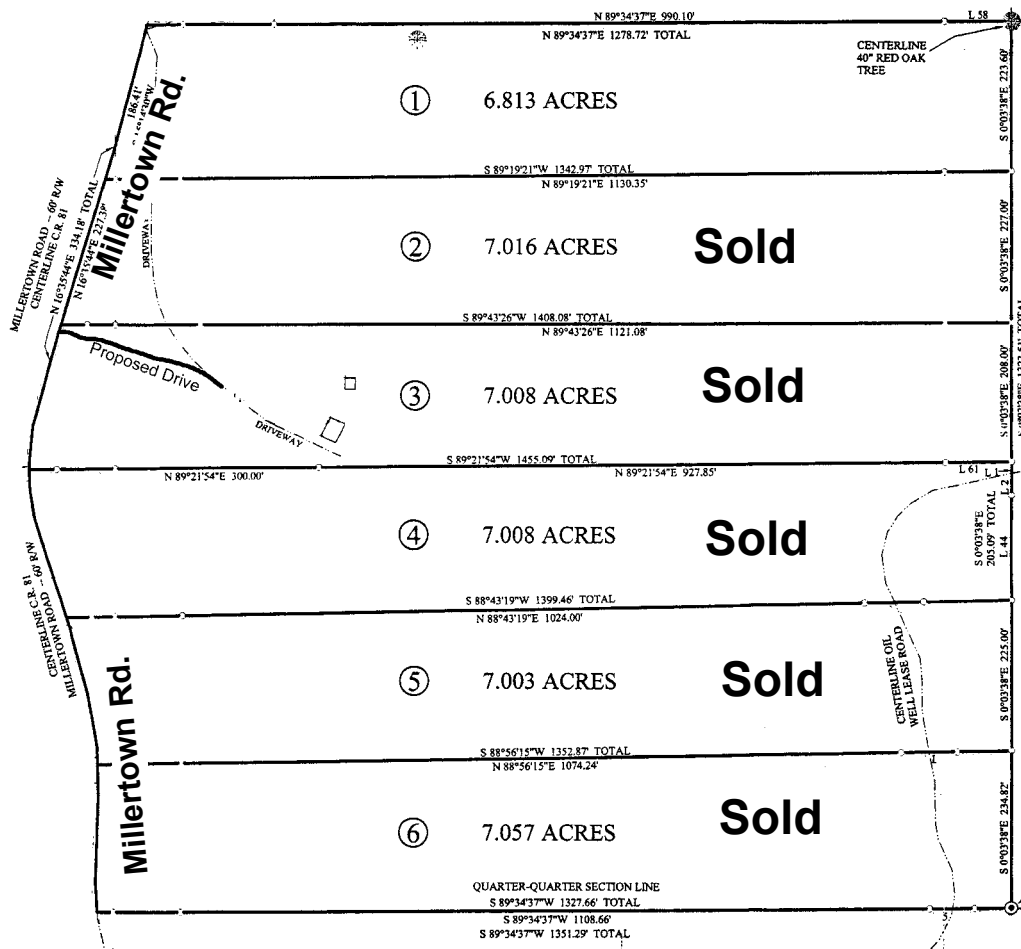 N 89°34'37"E 990.10'
L 58
N 89°34'37"E 1278.72' TOTAL
CENTERLINE
40" RED OAK
TREE
S 0°03'38"E 223.60'
186.41'
Millertown Rd.
① 6.813 ACRES
S 89°19'21"W 1342.97' TOTAL
N 89°19'21"E 1130.35'
MILLERTOWN ROAD -- 60' R/W
CENTERLINE C.R. 81
N 16°35'44"E 334.18' TOTAL
N 16°35'44"E 227.39'
DRIVEWAY
② 7.016 ACRES
Sold
S 0°03'38"E 227.00'
S 89°43'26"W 1408.08' TOTAL
N 89°43'26"E 1121.08'
Proposed Drive
③ 7.008 ACRES
Sold
S 0°03'38"E 208.00'
DRIVEWAY
S 89°21'54"W 1455.09' TOTAL
N 89°21'54"E 300.00'
N 89°21'54"E 927.85'
L 61
L 1
L 2
④ 7.008 ACRES
Sold
S 0°03'38"E
205.09' TOTAL
L 44
CENTERLINE C.R. 81
MILLERTOWN ROAD -- 60' R/W
S 88°43'19"W 1399.46' TOTAL
N 88°43'19"E 1024.00'
Millertown Rd.
⑤ 7.003 ACRES
Sold
CENTERLINE OIL
WELL LEASE ROAD
S 0°03'38"E 225.00'
S 88°56'15"W 1352.87' TOTAL
N 88°56'15"E 1074.24'
⑥ 7.057 ACRES
Sold
S 0°03'38"E 234.82'
QUARTER-QUARTER SECTION LINE
S 89°34'37"W 1327.66' TOTAL
S 89°34'37"W 1108.66'
S 89°34'37"W 1351.29' TOTAL